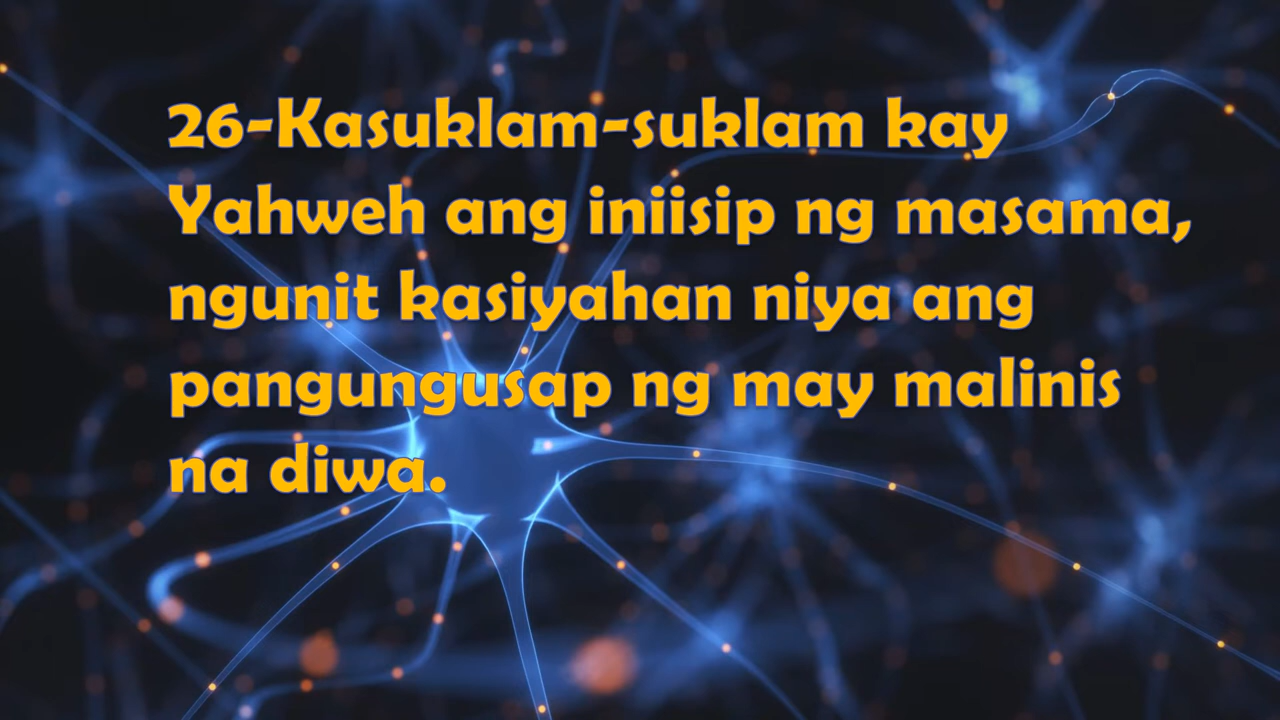 26-Kasuklam-suklam kay
Yahweh ang iniisip ng masama,
ngunit kasiyahan niya ang
pangungusap ng may malinis
na diwa.